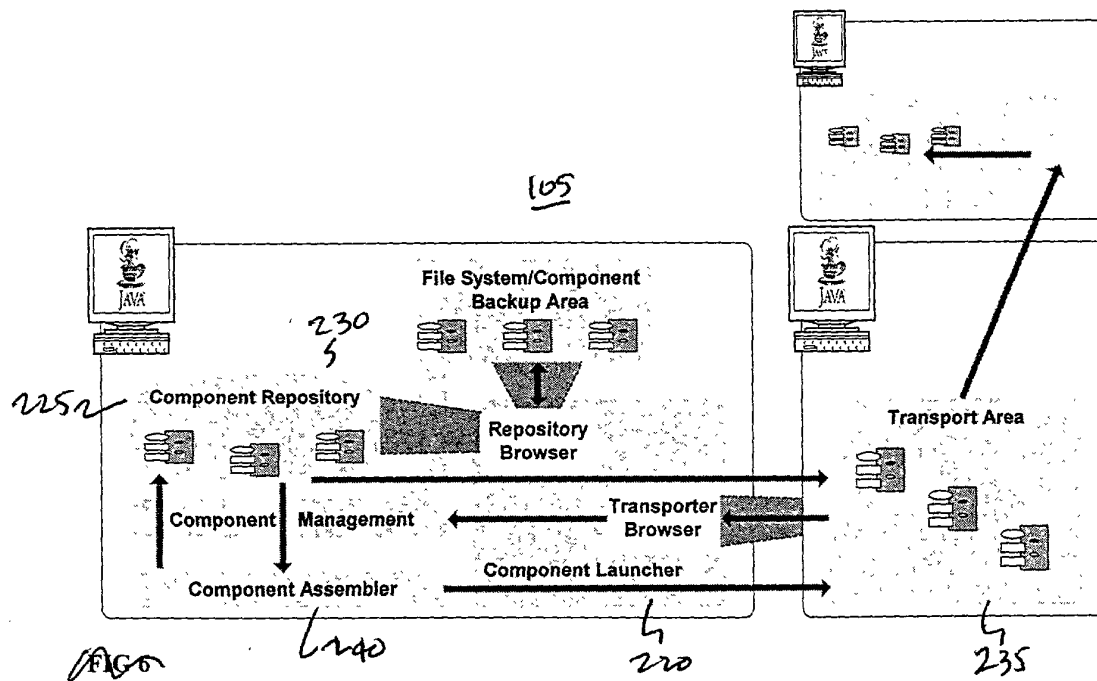 105
JAVA
File System/Component
Backup Area
230
JAVA
225
Component Repository
Repository
Browser
Transport Area
Component Management
Transporter
Browser
Component Launcher
Component Assembler
240
220
235
FIG 6